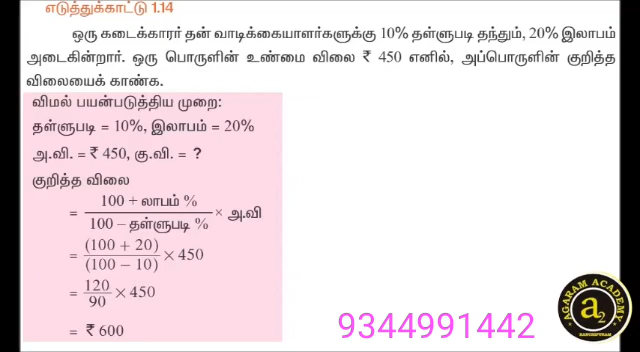 எடுத்துக்காட்டு 1.14
ஒரு கடைக்காரர் தன் வாடிக்கையாளர்களுக்கு 10% தள்ளுபடி தந்தும், 20% இலாபம்
அடைகின்றார். ஒரு பொருளின் உண்மை விலை ₹ 450 எனில், அப்பொருளின் குறித்த
விலையைக் காண்க.
விமல் பயன்படுத்திய முறை:
தள்ளுபடி = 10%, இலாபம் = 20%
அ.வி. = ₹ 450, கு.வி. = ?
குறித்த விலை
= (100 + லாபம் %) / (100 – தள்ளுபடி %) × அ.வி
= (100 + 20) / (100 – 10) × 450
= 120 / 90 × 450
= ₹ 600
9344991442
AGARAM ACADEMY
a2